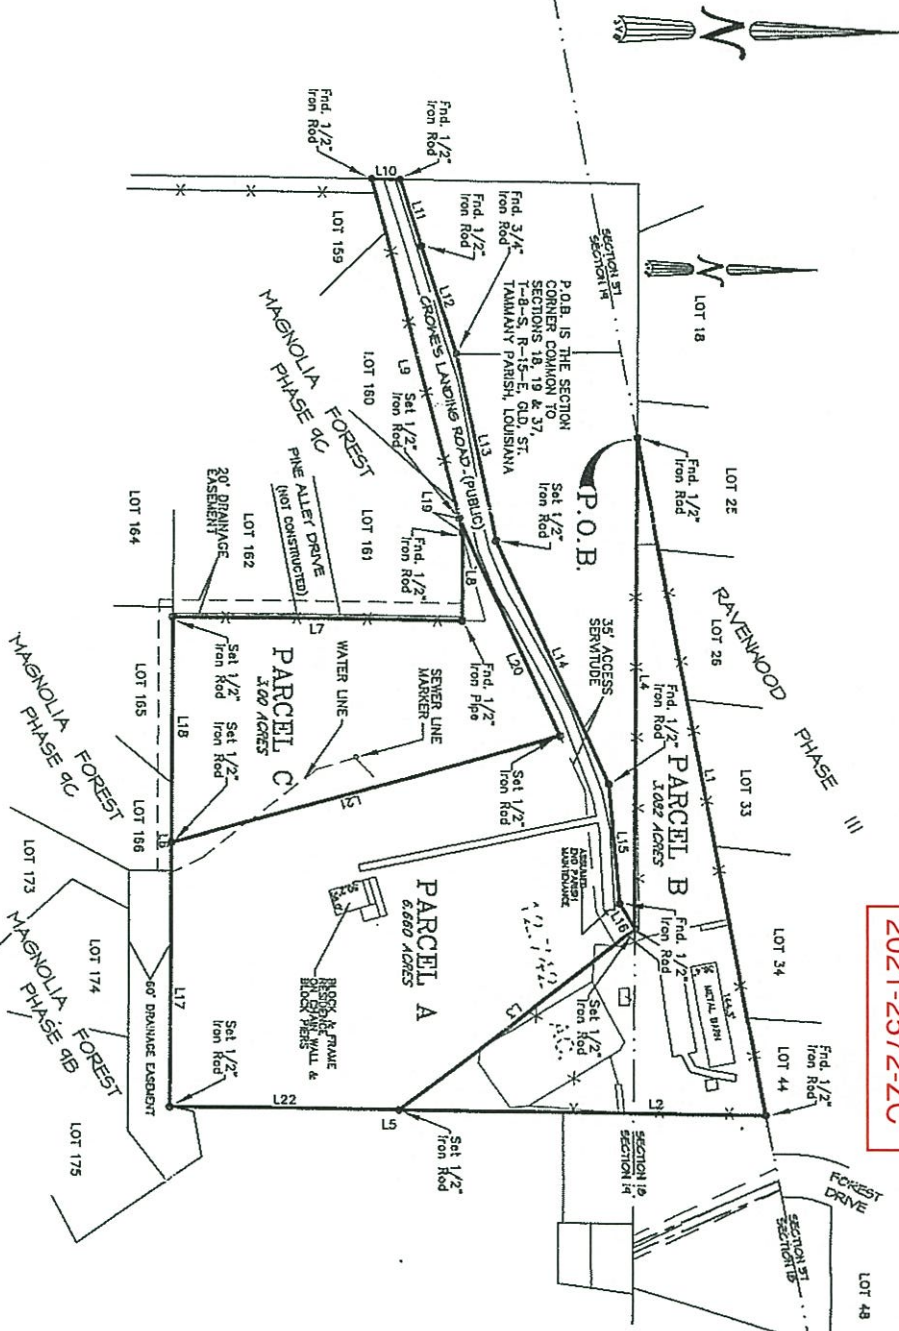 N
N
2021-2572-ZC
SECTION 37
SECTION 19
LOT 18
LOT 25
LOT 26
LOT 33
LOT 34
LOT 44
LOT 48
RAVENWOOD PHASE III
FOREST
DRIVE
SECTION 37
SECTION 18
Fnd. 1/2"
Iron Rod
Fnd. 1/2"
Iron Rod
P.O.B.
P.O.B. IS THE SECTION
CORNER COMMON TO
SECTIONS 18, 19 & 37,
T-8-S, R-15-E, GLD, ST.
TAMMANY PARISH, LOUISIANA
L1
L4
PARCEL B
3.082 ACRES
Fnd. 1/2"
Iron Rod
Fnd. 1/2"
Iron Rod
METAL BARN
L2
SECTION 18
SECTION 19
35' ACCESS
SERVITUDE
L15
L16
ASSUMED
END PARISH
MAINTENANCE
Set 1/2"
Iron Rod
L3
Fnd. 1/2"
Iron Rod
Fnd. 1/2"
Iron Rod
L10
L11
Fnd. 1/2"
Iron Rod
L12
Fnd. 3/4"
Iron Rod
L13
Set 1/2"
Iron Rod
L14
CROWE'S LANDING ROAD-(PUBLIC)
L9
Set 1/2"
Iron Rod
L19
L8
Fnd. 1/2"
Iron Rod
L20
Fnd. 1/2"
Iron Pipe
Set 1/2"
Iron Rod
LOT 159
LOT 160
LOT 161
LOT 162
LOT 164
MAGNOLIA FOREST
PHASE 9C
PINE ALLEY DRIVE
(NOT CONSTRUCTED)
20' DRAINAGE
EASEMENT
L7
WATER LINE
SEWER LINE
MARKER
PARCEL C
3.00 ACRES
L21
Set 1/2"
Iron Rod
Set 1/2"
Iron Rod
L18
L6
LOT 165
LOT 166
MAGNOLIA FOREST
PHASE 9C
PARCEL A
6.660 ACRES
BLOCK & FRAME
RESIDENCE
ON CHAIN WALL &
BLOCK PIERS
Set 1/2"
Iron Rod
L5
L22
Set 1/2"
Iron Rod
L17
60' DRAINAGE EASEMENT
LOT 173
LOT 174
LOT 175
MAGNOLIA FOREST
PHASE 9B